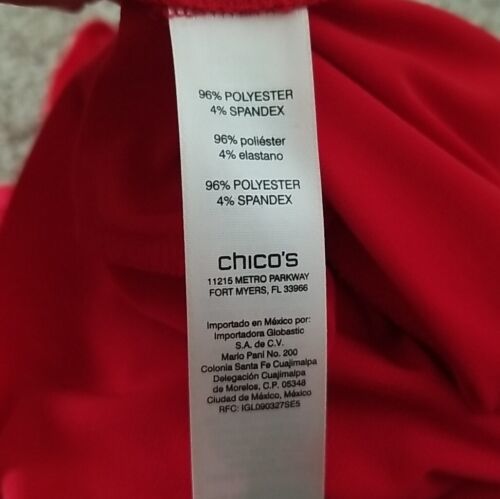 96% POLYESTER
4% SPANDEX
96% poliéster
4% elastano
96% POLYESTER
4% SPANDEX
chico's
11215 METRO PARKWAY
FORT MYERS, FL 33966
Importado en México por:
Importadora Globastic
S.A. de C.V.
Mario Pani No. 200
Colonia Santa Fe Cuajimalpa
Delegación Cuajimalpa
de Morelos, C.P. 05348
Ciudad de México, México
RFC: IGL090327SE5